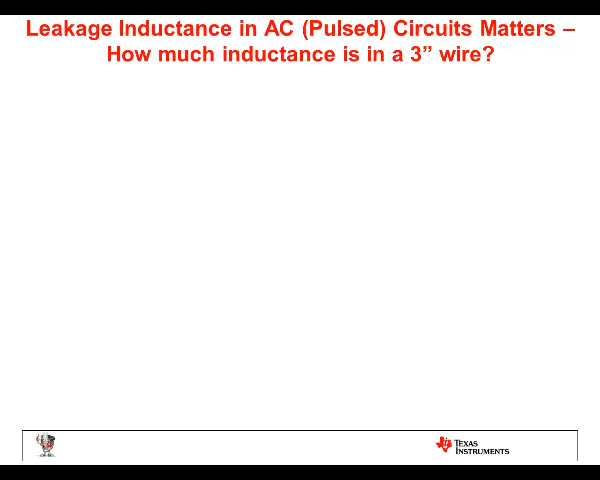 Leakage Inductance in AC (Pulsed) Circuits Matters –
How much inductance is in a 3” wire?
TEXAS
INSTRUMENTS